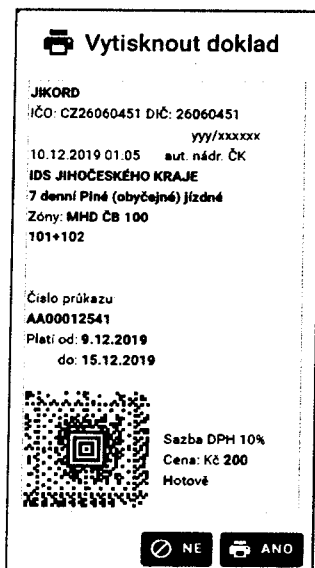 Vytisknout doklad
JIKORD
IČO: CZ26060451 DIČ: 26060451
yyy/xxxxxx
10.12.2019 01.05 aut. nádr. ČK
IDS JIHOČESKÉHO KRAJE
7 denní Plné (obyčejné) jízdné
Zóny: MHD ČB 100
101+102
Číslo průkazu
AA00012541
Platí od: 9.12.2019
do: 15.12.2019
Sazba DPH 10%
Cena: Kč 200
Hotově
NE
ANO